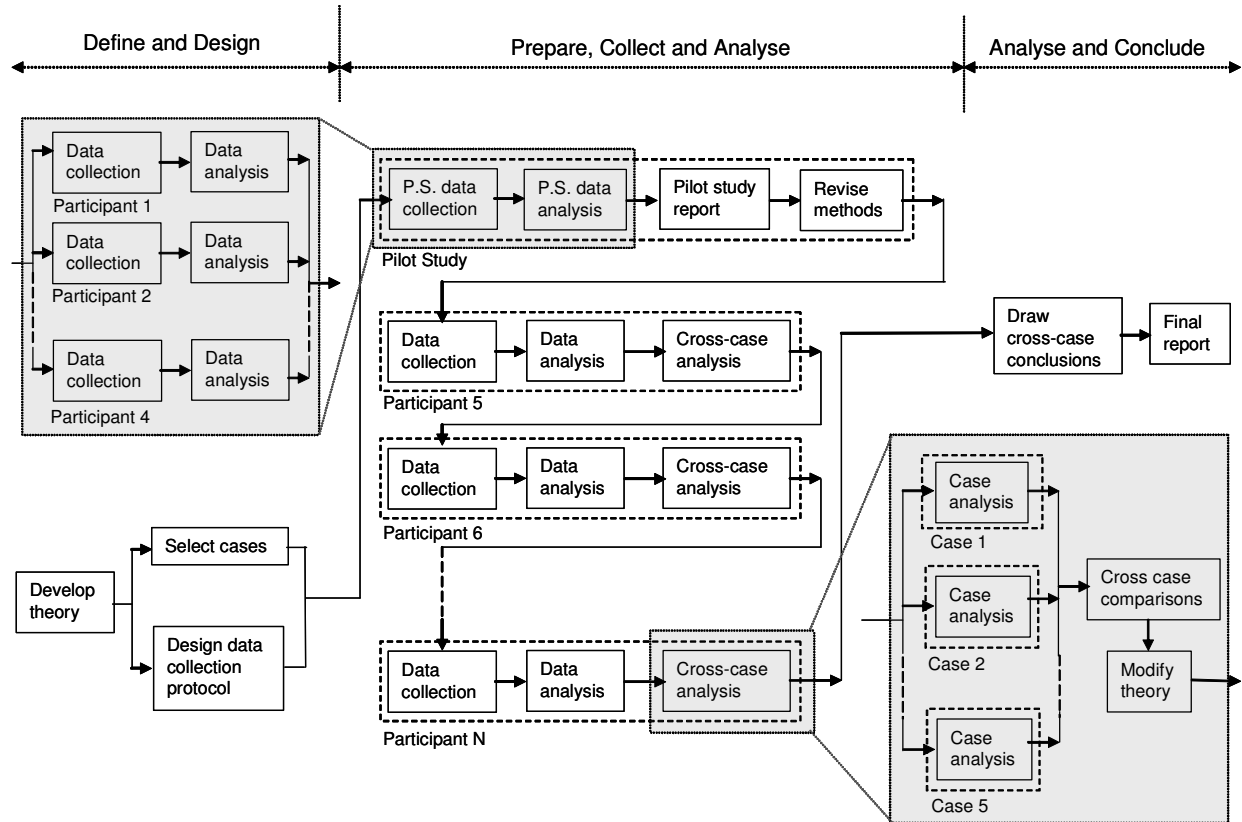 Define and Design
Prepare, Collect and Analyse
Analyse and Conclude
Data
collection
Data
analysis
Participant 1
Data
collection
Data
analysis
Participant 2
Data
collection
Data
analysis
Participant 4
P.S. data
collection
P.S. data
analysis
Pilot study
report
Revise
methods
Pilot Study
Data
collection
Data
analysis
Cross-case
analysis
Participant 5
Data
collection
Data
analysis
Cross-case
analysis
Participant 6
Develop
theory
Select cases
Design data
collection
protocol
Data
collection
Data
analysis
Cross-case
analysis
Participant N
Draw
cross-case
conclusions
Final
report
Case
analysis
Case 1
Case
analysis
Case 2
Case
analysis
Case 5
Cross case
comparisons
Modify
theory